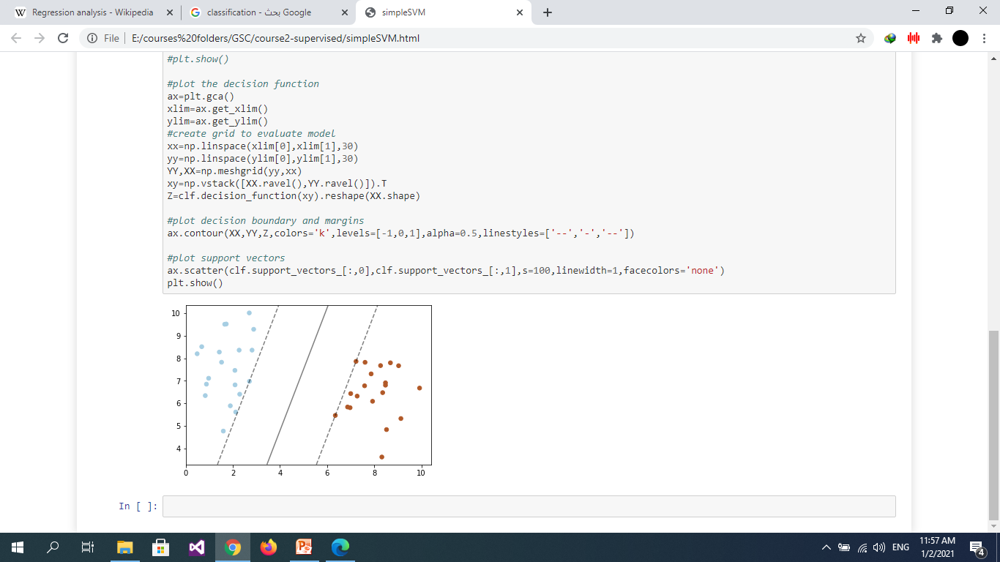 Regression analysis - Wikipedia
classification - بحث Google
simpleSVM
File
E:/courses%20folders/GSC/course2-supervised/simpleSVM.html
#plt.show()
#plot the decision function
ax=plt.gca()
xlim=ax.get_xlim()
ylim=ax.get_ylim()
#create grid to evaluate model
xx=np.linspace(xlim[0],xlim[1],30)
yy=np.linspace(ylim[0],ylim[1],30)
YY,XX=np.meshgrid(yy,xx)
xy=np.vstack([XX.ravel(),YY.ravel()]).T
Z=clf.decision_function(xy).reshape(XX.shape)
#plot decision boundary and margins
ax.contour(XX,YY,Z,colors='k',levels=[-1,0,1],alpha=0.5,linestyles=['--','-','--'])
#plot support vectors
ax.scatter(clf.support_vectors_[:,0],clf.support_vectors_[:,1],s=100,linewidth=1,facecolors='none')
plt.show()
10
9
8
7
6
5
4
0 2 4 6 8 10
In [ ]:
ENG
11:57 AM
1/2/2021
4